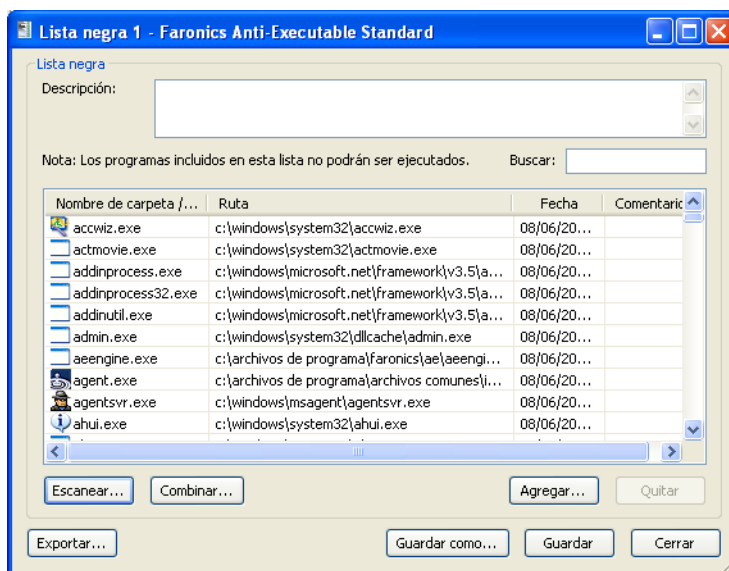 Lista negra 1 - Faronics Anti-Executable Standard
Lista negra
Descripción:
Nota: Los programas incluidos en esta lista no podrán ser ejecutados. Buscar:
Nombre de carpeta /... Ruta Fecha Comentaric
accwiz.exe c:\windows\system32\accwiz.exe 08/06/20...
actmovie.exe c:\windows\system32\actmovie.exe 08/06/20...
addinprocess.exe c:\windows\microsoft.net\framework\v3.5\a... 08/06/20...
addinprocess32.exe c:\windows\microsoft.net\framework\v3.5\a... 08/06/20...
addinutil.exe c:\windows\microsoft.net\framework\v3.5\a... 08/06/20...
admin.exe c:\windows\system32\dllcache\admin.exe 08/06/20...
aeengine.exe c:\archivos de programa\faronics\ae\aeengi... 08/06/20...
agent.exe c:\archivos de programa\archivos comunes\i... 08/06/20...
agentsvr.exe c:\windows\msagent\agentsvr.exe 08/06/20...
ahui.exe c:\windows\system32\ahui.exe 08/06/20...
Escanear... Combinar... Agregar... Quitar
Exportar... Guardar como... Guardar Cerrar